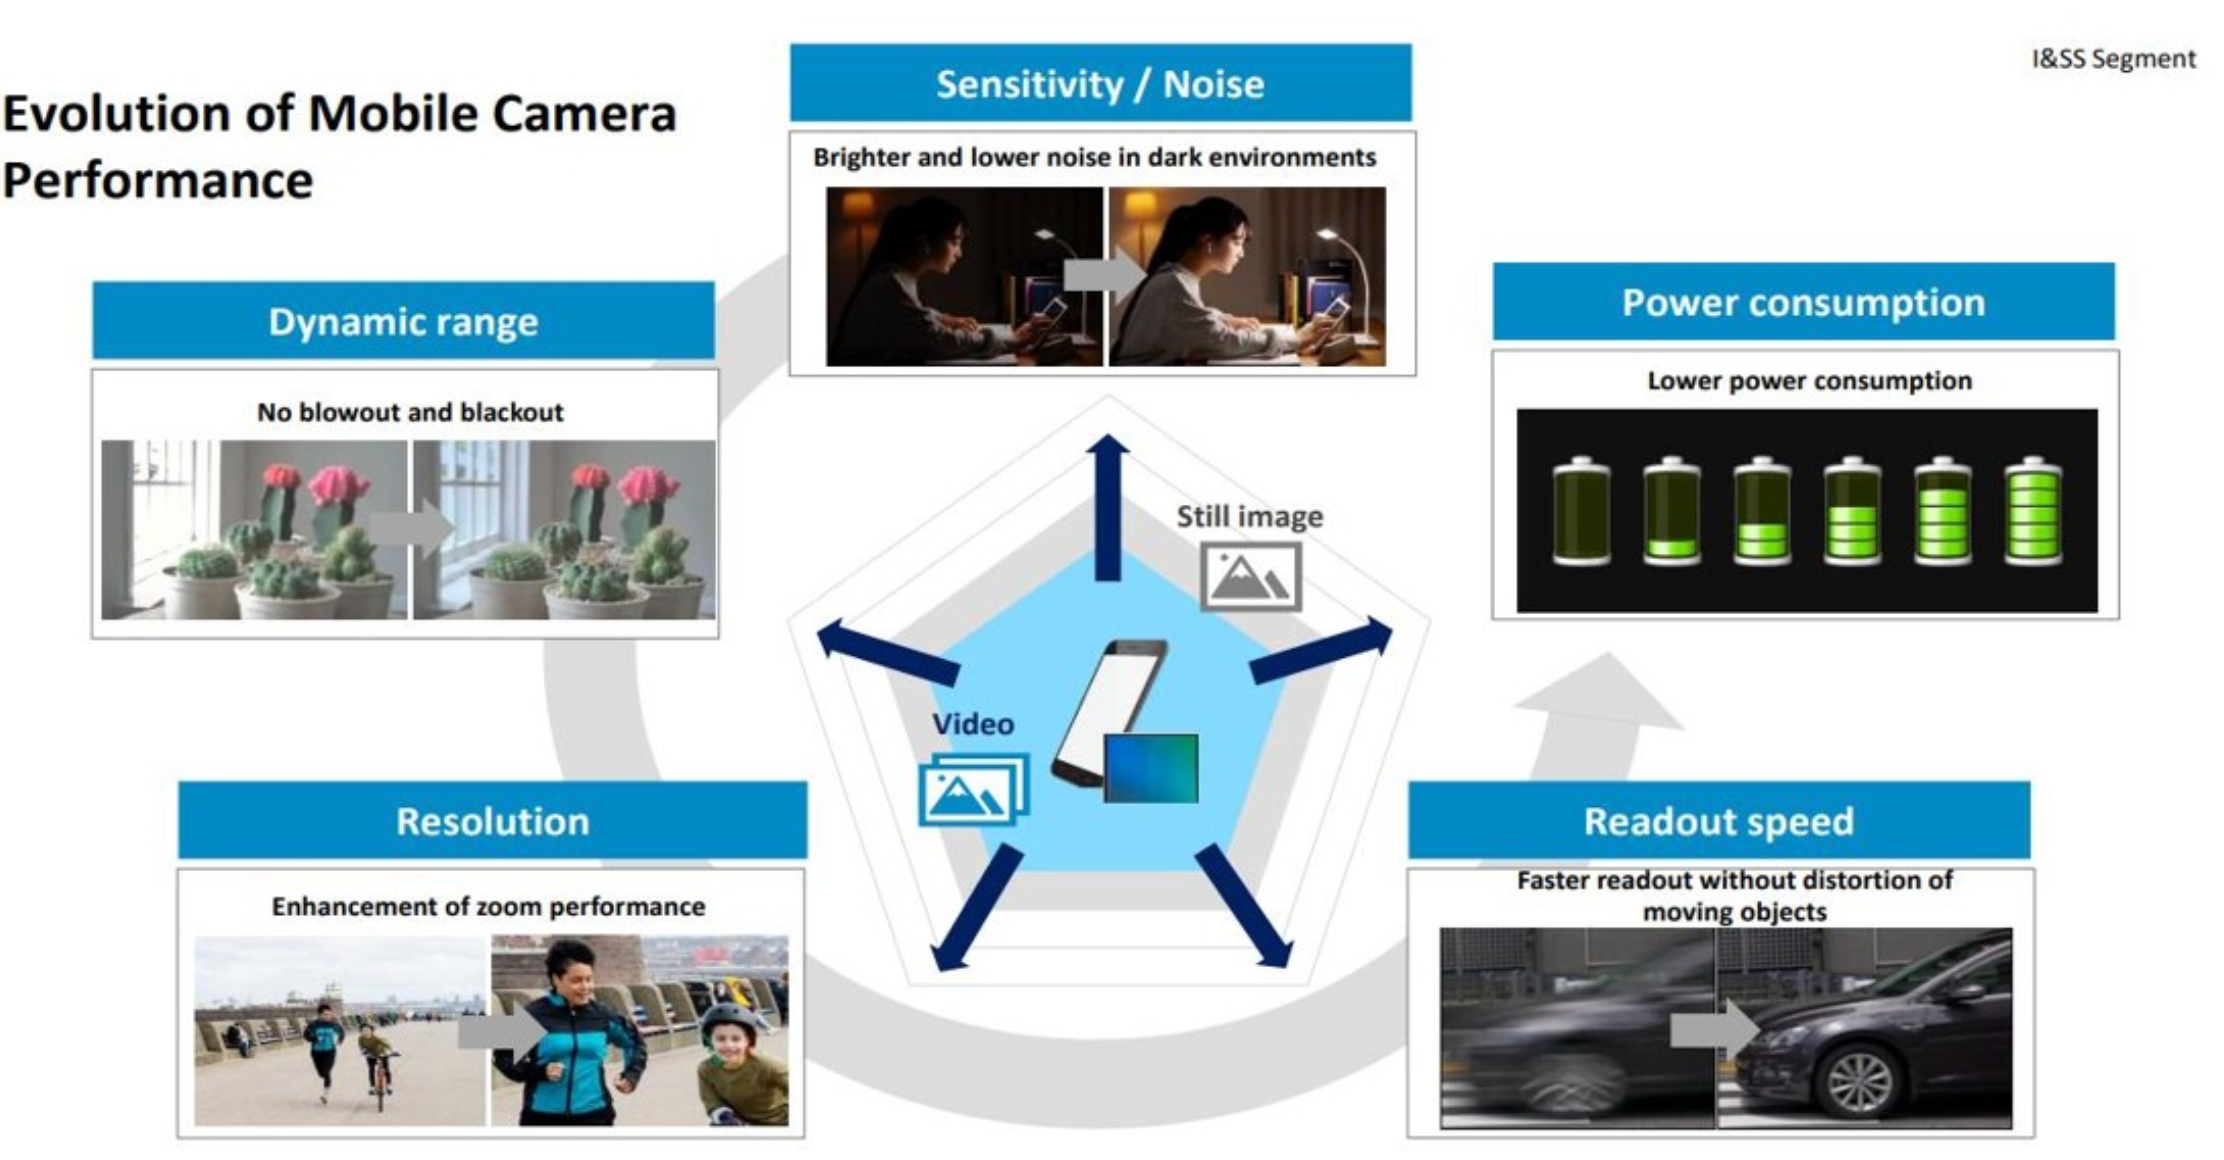 I&SS Segment
Evolution of Mobile Camera
Performance
Sensitivity / Noise
Brighter and lower noise in dark environments
Dynamic range
No blowout and blackout
Power consumption
Lower power consumption
Still image
Video
Resolution
Enhancement of zoom performance
Readout speed
Faster readout without distortion of
moving objects